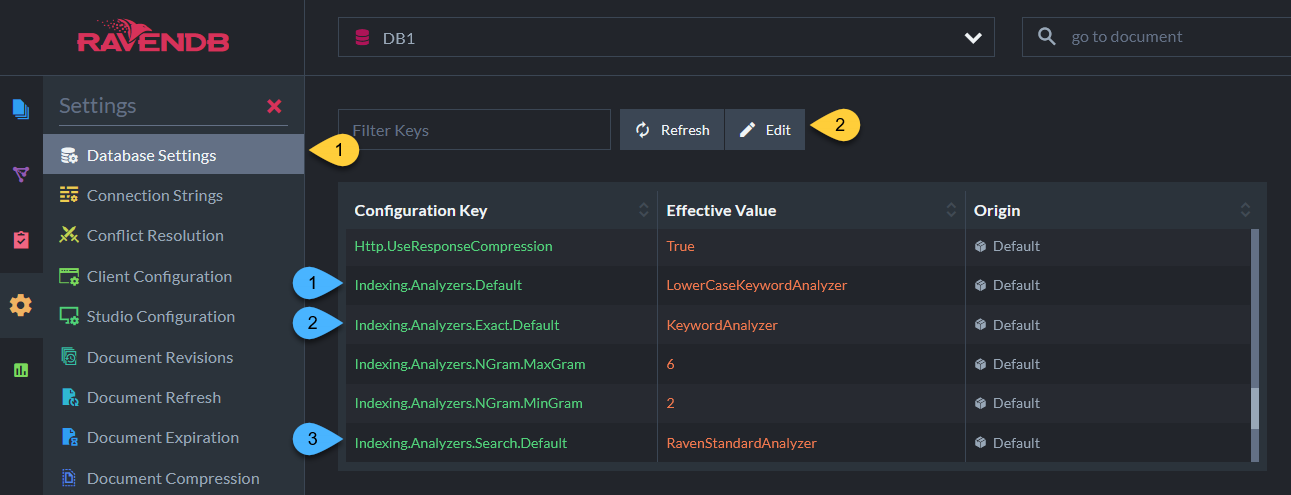 RAVENDB
DB1
go to document
Settings
Database Settings
1
Connection Strings
Conflict Resolution
Client Configuration
Studio Configuration
Document Revisions
Document Refresh
Document Expiration
Document Compression
Filter Keys
Refresh
Edit
2
Configuration Key Effective Value Origin
Http.UseResponseCompression True Default
1 Indexing.Analyzers.Default LowerCaseKeywordAnalyzer Default
2 Indexing.Analyzers.Exact.Default KeywordAnalyzer Default
Indexing.Analyzers.NGram.MaxGram 6 Default
Indexing.Analyzers.NGram.MinGram 2 Default
3 Indexing.Analyzers.Search.Default RavenStandardAnalyzer Default